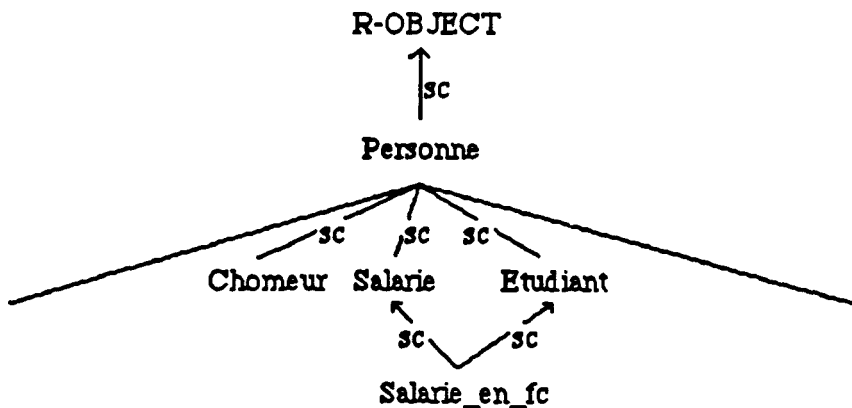 R-OBJECT
sc
Personne
sc sc sc
Chomeur Salarie Etudiant
sc sc
Salarie_en_fc